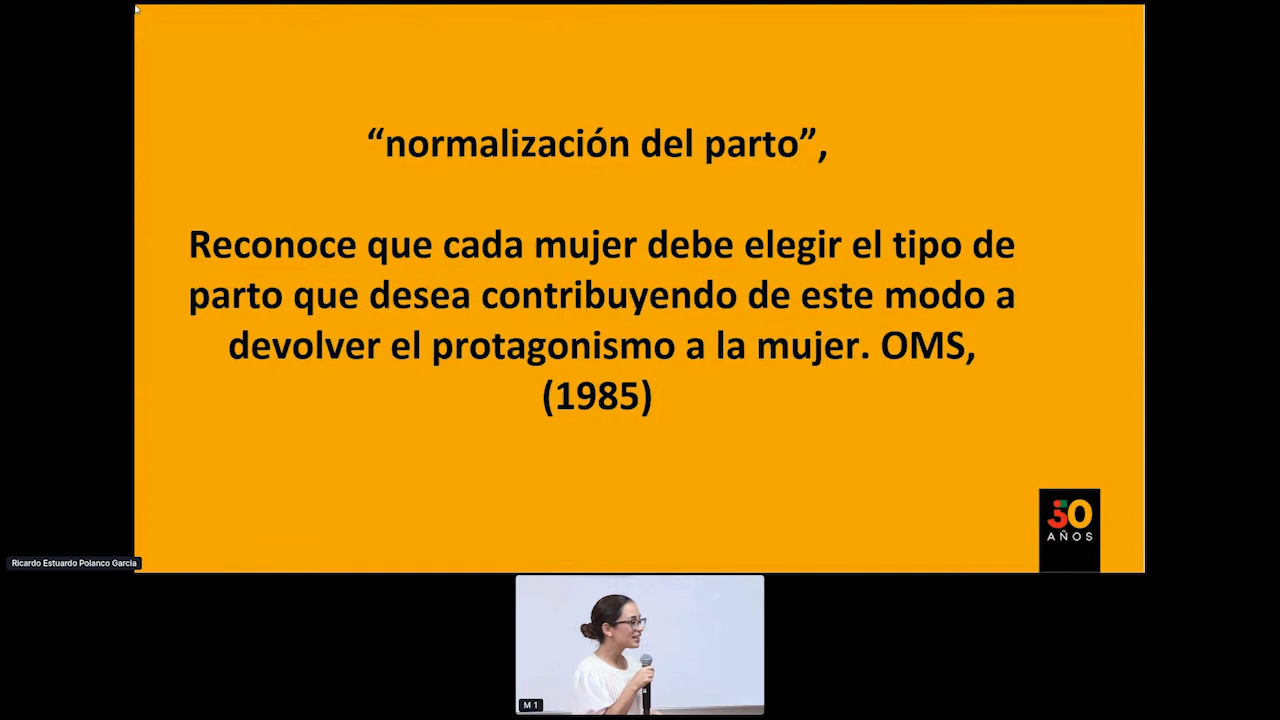 “normalización del parto”,
Reconoce que cada mujer debe elegir el tipo de
parto que desea contribuyendo de este modo a
devolver el protagonismo a la mujer. OMS,
(1985)
50
AÑOS
Ricardo Estuardo Polanco Garcia
M 1